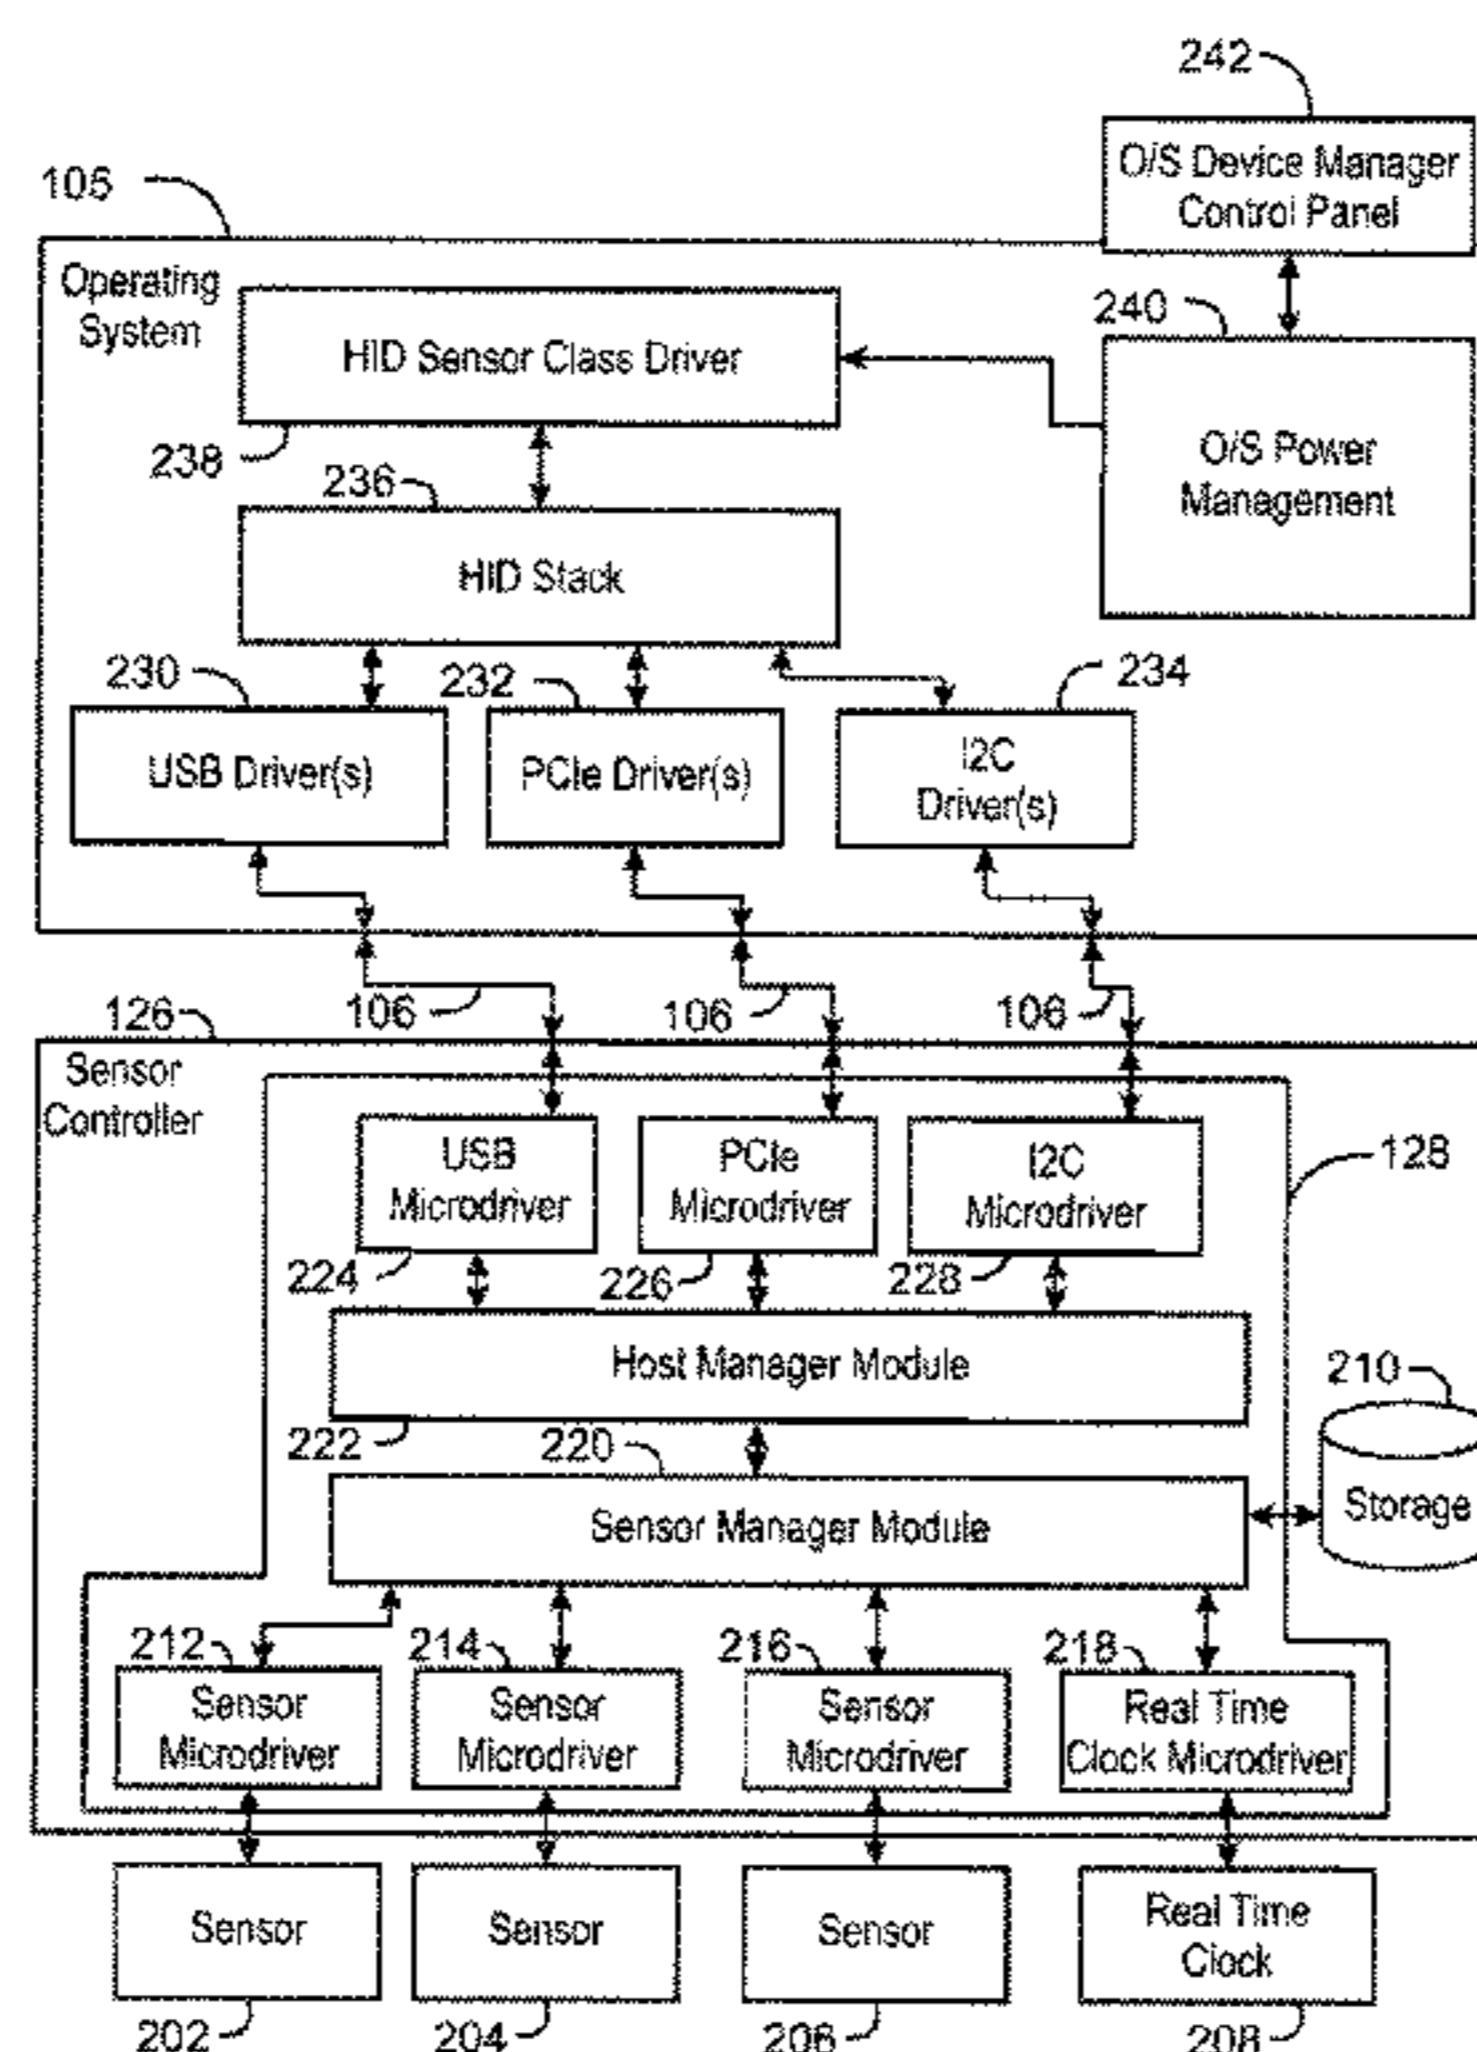 242
O/S Device Manager
Control Panel
105
Operating
System
240
HID Sensor Class Driver
O/S Power
Management
238
236
HID Stack
230
232
234
USB Driver(s)
PCIe Driver(s)
I2C
Driver(s)
126
106
106
106
Sensor
Controller
128
USB
Microdriver
PCIe
Microdriver
I2C
Microdriver
224
226
228
Host Manager Module
210
222
220
Storage
Sensor Manager Module
212
214
216
218
Sensor
Microdriver
Sensor
Microdriver
Sensor
Microdriver
Real Time
Clock Microdriver
Sensor
Sensor
Sensor
Real Time
Clock
202
204
206
208